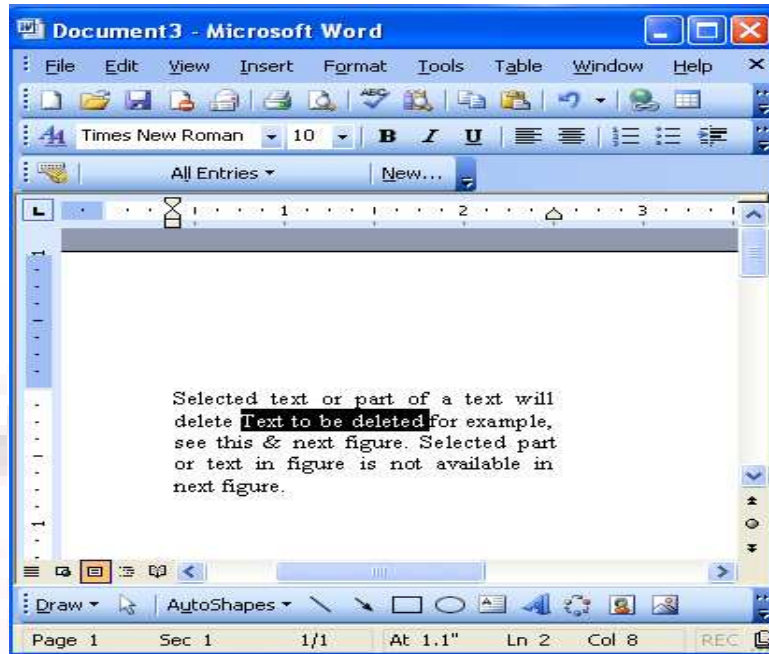 Document3 - Microsoft Word
File Edit View Insert Format Tools Table Window Help
Times New Roman 10 B I U
All Entries New...
1 2 3
1
Selected text or part of a text will
delete Text to be deleted for example,
see this & next figure. Selected part
or text in figure is not available in
next figure.
1
Draw AutoShapes
Page 1 Sec 1 1/1 At 1.1" Ln 2 Col 8 REC